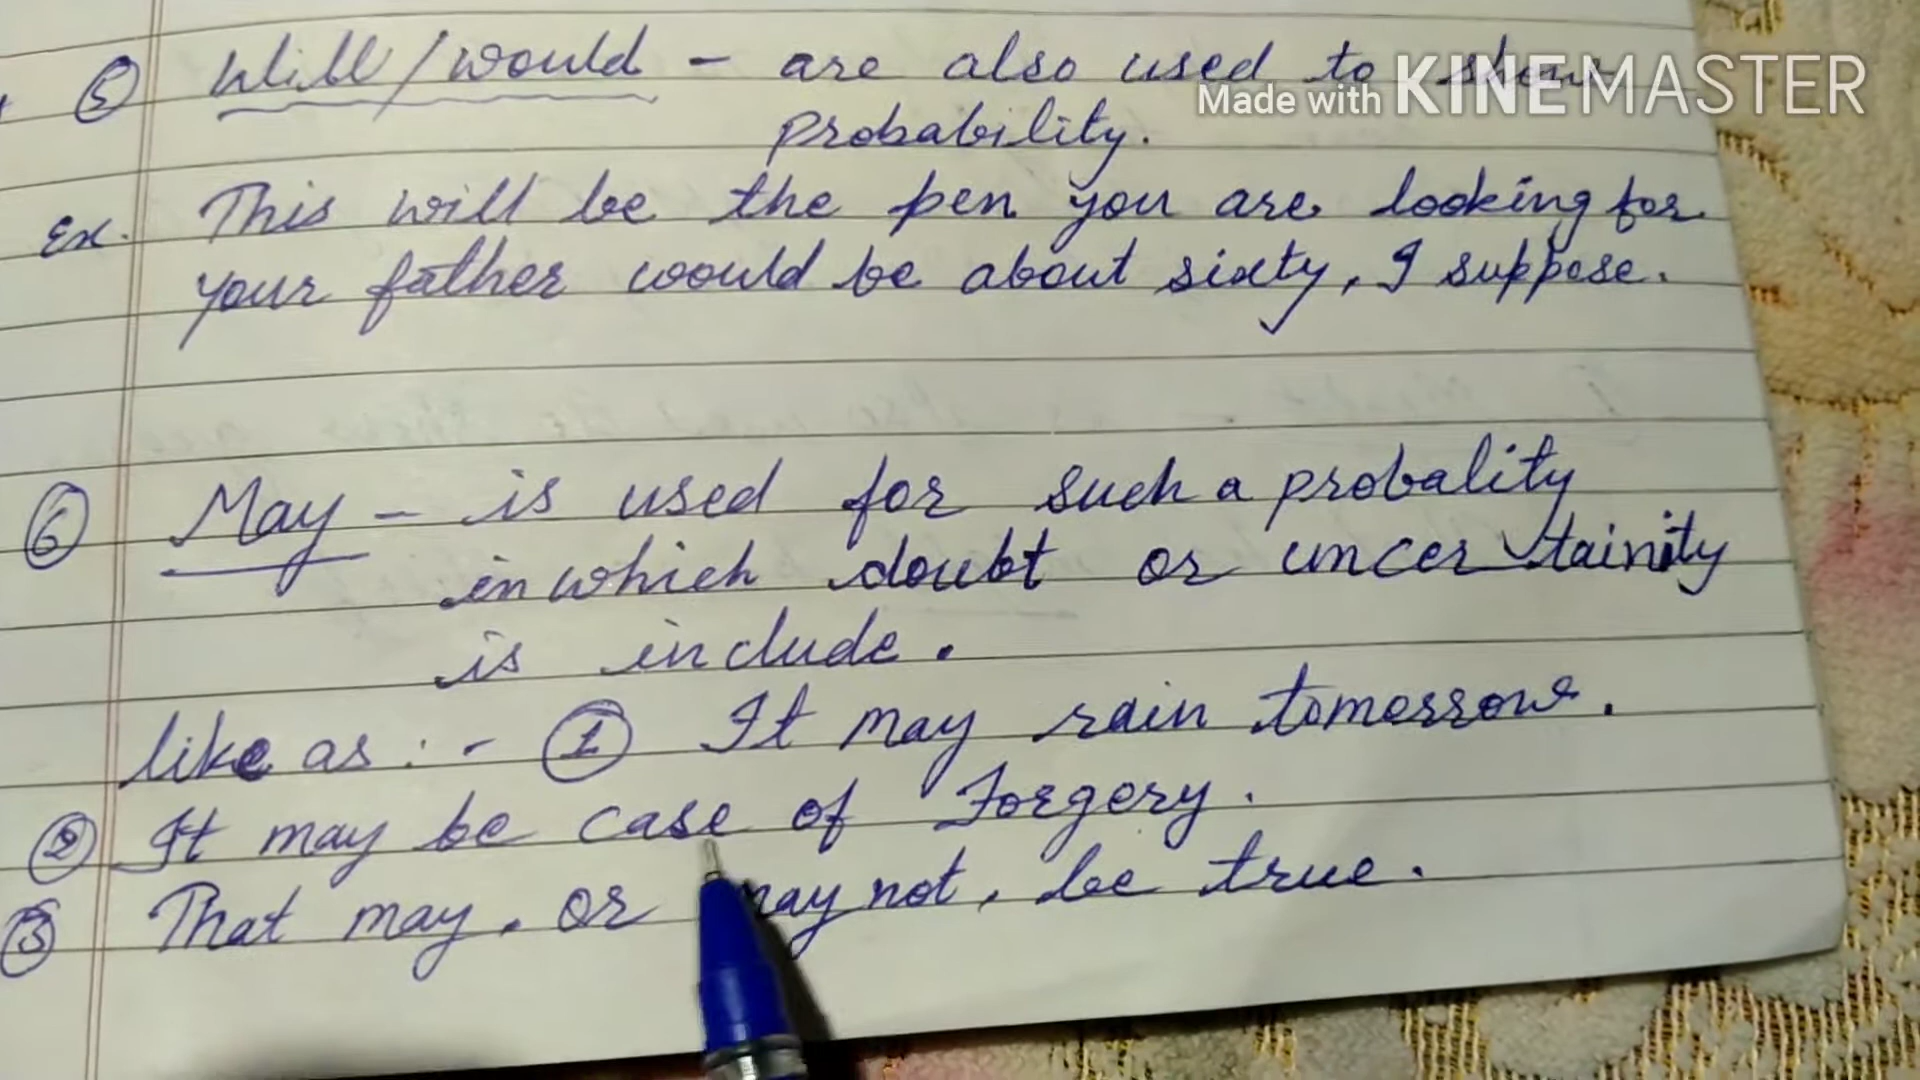 ⑤ Will/would - are also used to show
Made with KINEMASTER
probability.
Ex. This will be the pen you are looking for
your father would be about sixty, I suppose.
⑥ May - is used for such a probality
in which doubt or uncertainity
is include.
like as :- ① It may rain tomorrow.
② It may be case of Forgery.
③ That may, or may not, be true.